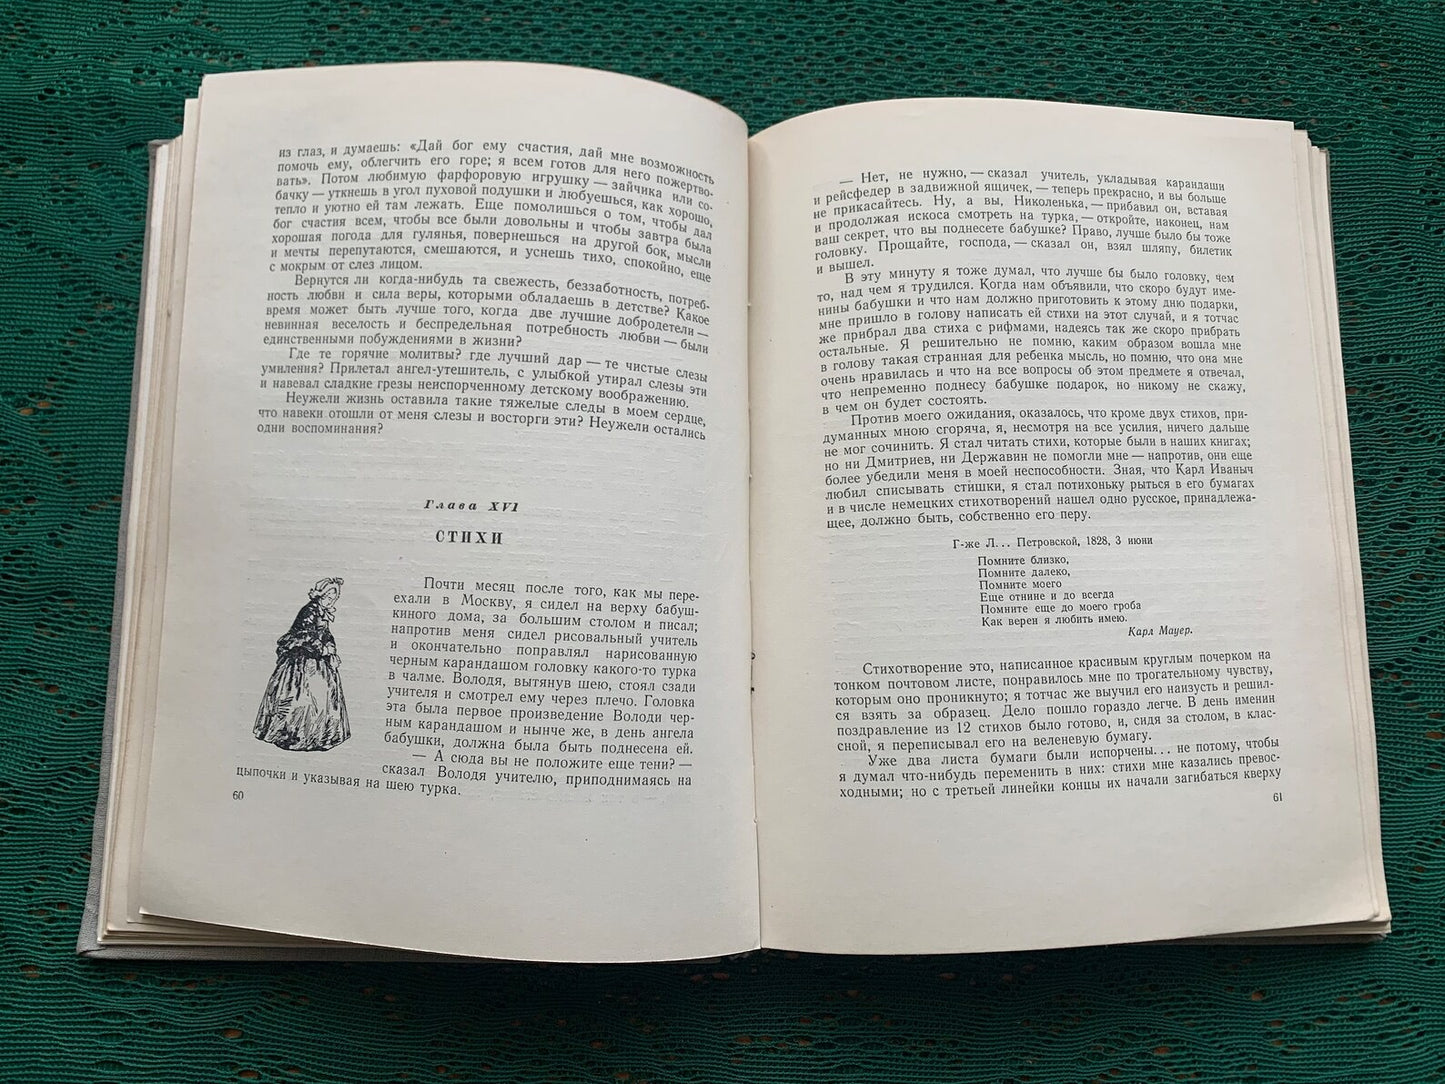 из глаз, и думаешь: «Дай бог ему счастия, дай мне возможность
помочь ему, облегчить его горе; я всем готов для него пожертво-
вать». Потом любимую фарфоровую игрушку — зайчика или со-
бачку — уткнешь в угол пуховой подушки и любуешься, как хорошо,
тепло и уютно ей там лежать. Еще помолишься о том, чтобы дал
бог счастия всем, чтобы все были довольны и чтобы завтра была
хорошая погода для гулянья, повернешься на другой бок, мысли
и мечты перепутаются, смешаются, и уснешь тихо, спокойно, еще
с мокрым от слез лицом.
Вернутся ли когда-нибудь та свежесть, беззаботность, потреб-
ность любви и сила веры, которыми обладаешь в детстве? Какое
время может быть лучше того, когда две лучшие добродетели —
невинная веселость и беспредельная потребность любви — были
единственными побуждениями в жизни?
Где те горячие молитвы? где лучший дар — те чистые слезы
умиления? Прилетал ангел-утешитель, с улыбкой утирал слезы эти
и навевал сладкие грезы неиспорченному детскому воображению.
Неужели жизнь оставила такие тяжелые следы в моем сердце,
что навеки отошли от меня слезы и восторги эти? Неужели остались
одни воспоминания?
Глава XVI
СТИХИ
Почти месяц после того, как мы пере-
ехали в Москву, я сидел на верху бабуш-
киного дома, за большим столом и писал;
напротив меня сидел рисовальный учитель
и окончательно поправлял нарисованную
черным карандашом головку какого-то турка
в чалме. Володя, вытянув шею, стоял сзади
учителя и смотрел ему через плечо. Головка
эта была первое произведение Володи чер-
ным карандашом и нынче же, в день ангела
бабушки, должна была быть поднесена ей.
— А сюда вы не положите еще тени? —
сказал Володя учителю, приподнимаясь на
цыпочки и указывая на шею турка.
60
— Нет, не нужно, — сказал учитель, укладывая карандаши
и рейсфедер в задвижной ящичек, — теперь прекрасно, и вы больше
не прикасайтесь. Ну, а вы, Николенька, — прибавил он, вставая
и продолжая искоса смотреть на турка, — откройте, наконец, нам
ваш секрет, что вы поднесете бабушке? Право, лучше было бы тоже
головку. Прощайте, господа, — сказал он, взял шляпу, билетик
и вышел.
В эту минуту я тоже думал, что лучше бы было головку, чем
то, над чем я трудился. Когда нам объявили, что скоро будут име-
нины бабушки и что нам должно приготовить к этому дню подарки,
мне пришло в голову написать ей стихи на этот случай, и я тотчас
же прибрал два стиха с рифмами, надеясь так же скоро прибрать
остальные. Я решительно не помню, каким образом вошла мне
в голову такая странная для ребенка мысль, но помню, что она мне
очень нравилась и что на все вопросы об этом предмете я отвечал,
что непременно поднесу бабушке подарок, но никому не скажу,
в чем он будет состоять.
Против моего ожидания, оказалось, что кроме двух стихов, при-
думанных мною сгоряча, я, несмотря на все усилия, ничего дальше
не мог сочинить. Я стал читать стихи, которые были в наших книгах;
но ни Дмитриев, ни Державин не помогли мне — напротив, они еще
более убедили меня в моей неспособности. Зная, что Карл Иваныч
любил списывать стишки, я стал потихоньку рыться в его бумагах
и в числе немецких стихотворений нашел одно русское, принадлежа-
щее, должно быть, собственно его перу.
Г-же Л... Петровской, 1828, 3 июни
Помните близко,
Помните далеко,
Помните моего
Еще отнине и до всегда
Помните еще до моего гроба
Как верен я любить имею.
Карл Мауер.
Стихотворение это, написанное красивым круглым почерком на
тонком почтовом листе, понравилось мне по трогательному чувству,
которым оно проникнуто; я тотчас же выучил его наизусть и решил-
ся взять за образец. Дело пошло гораздо легче. В день именин
поздравление из 12 стихов было готово, и, сидя за столом, в клас-
сной, я переписывал его на веленевую бумагу.
Уже два листа бумаги были испорчены... не потому, чтобы
я думал что-нибудь переменить в них: стихи мне казались превос-
ходными; но с третьей линейки концы их начали загибаться кверху
61